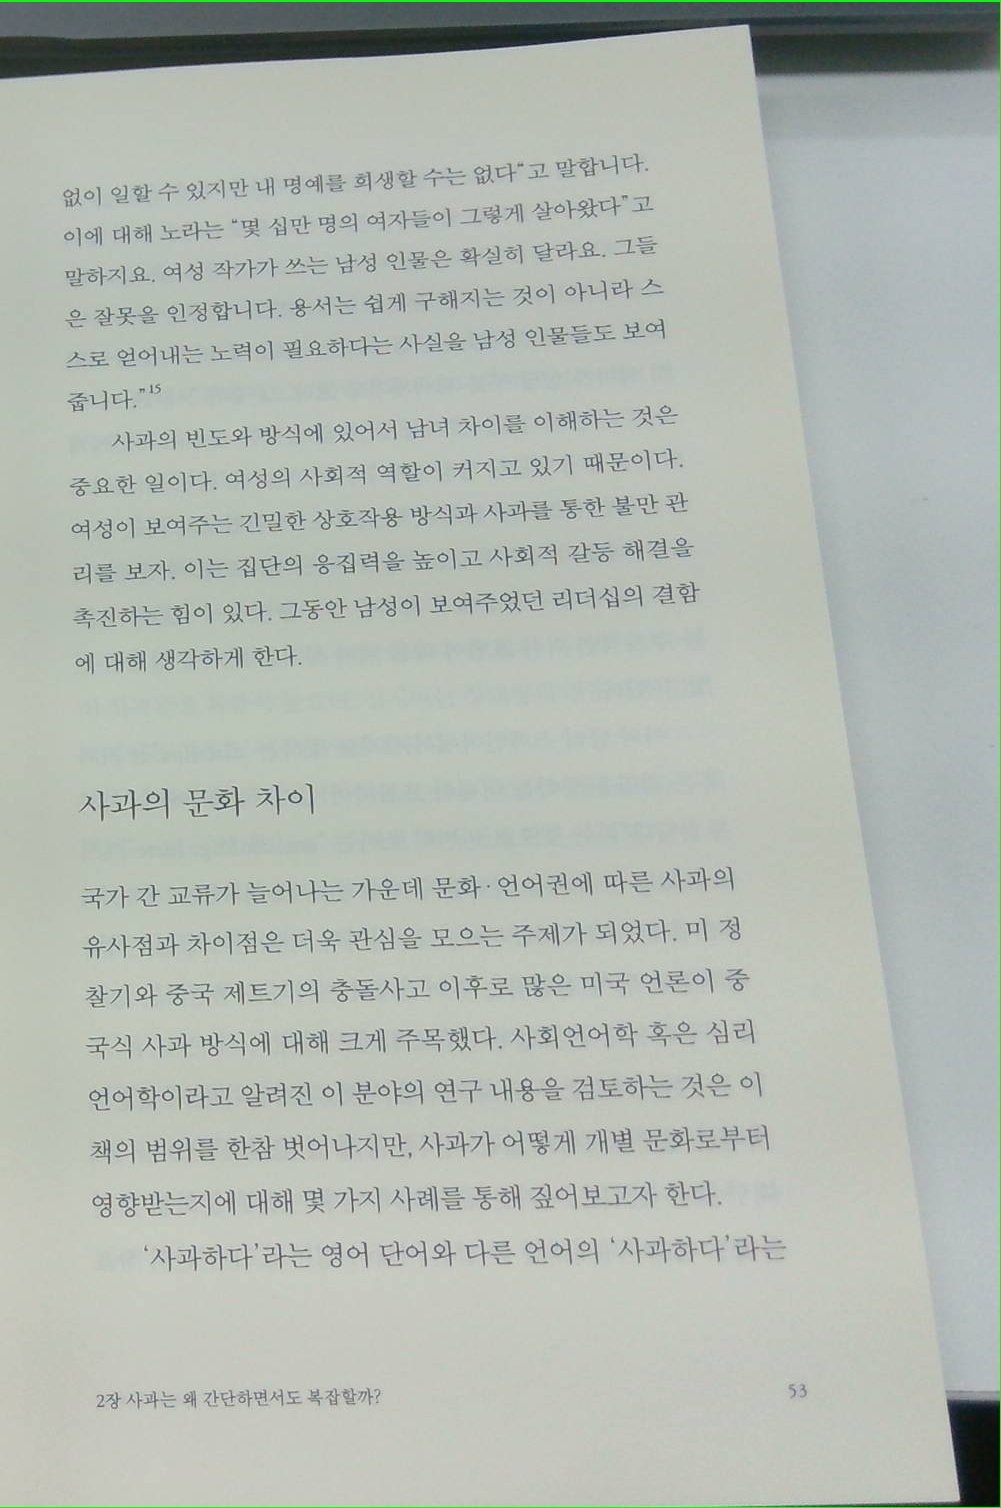 없이 일할 수 있지만 내 명예를 희생할 수는 없다“고 말합니다.
이에 대해 노라는 “몇 십만 명의 여자들이 그렇게 살아왔다”고
말하지요. 여성 작가가 쓰는 남성 인물은 확실히 달라요. 그들
은 잘못을 인정합니다. 용서는 쉽게 구해지는 것이 아니라 스
스로 얻어내는 노력이 필요하다는 사실을 남성 인물들도 보여
줍니다.”15
사과의 빈도와 방식에 있어서 남녀 차이를 이해하는 것은
중요한 일이다. 여성의 사회적 역할이 커지고 있기 때문이다.
여성이 보여주는 긴밀한 상호작용 방식과 사과를 통한 불만 관
리를 보자. 이는 집단의 응집력을 높이고 사회적 갈등 해결을
촉진하는 힘이 있다. 그동안 남성이 보여주었던 리더십의 결함
에 대해 생각하게 한다.
사과의 문화 차이
국가 간 교류가 늘어나는 가운데 문화·언어권에 따른 사과의
유사점과 차이점은 더욱 관심을 모으는 주제가 되었다. 미 정
찰기와 중국 제트기의 충돌사고 이후로 많은 미국 언론이 중
국식 사과 방식에 대해 크게 주목했다. 사회언어학 혹은 심리
언어학이라고 알려진 이 분야의 연구 내용을 검토하는 것은 이
책의 범위를 한참 벗어나지만, 사과가 어떻게 개별 문화로부터
영향받는지에 대해 몇 가지 사례를 통해 짚어보고자 한다.
‘사과하다’라는 영어 단어와 다른 언어의 ‘사과하다’라는
2장 사과는 왜 간단하면서도 복잡할까?
53